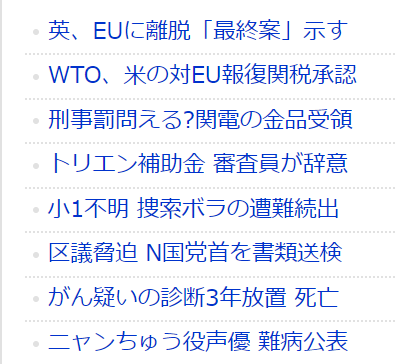 英、EUに離脱「最終案」示す
WTO、米の対EU報復関税承認
刑事罰問える?関電の金品受領
トリエン補助金 審査員が辞意
小1不明 捜索ボラの遭難続出
区議脅迫 N国党首を書類送検
がん疑いの診断3年放置 死亡
ニャンちゅう役声優 難病公表